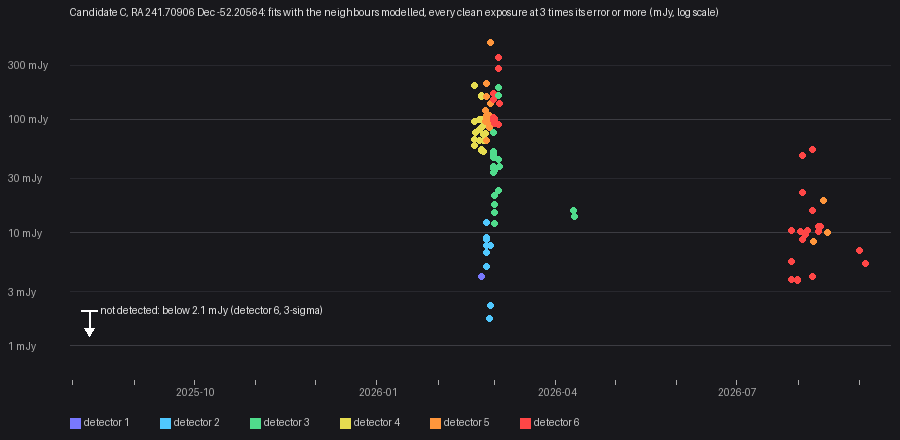 Candidate C, RA 241.70906 Dec -52.20564: fits with the neighbours modelled, every clean exposure at 3 times its error or more (mJy, log scale)
300 mJy
100 mJy
30 mJy
10 mJy
3 mJy
not detected: below 2.1 mJy (detector 6, 3-sigma)
1 mJy
2025-10 2026-01 2026-04 2026-07
detector 1 detector 2 detector 3 detector 4 detector 5 detector 6